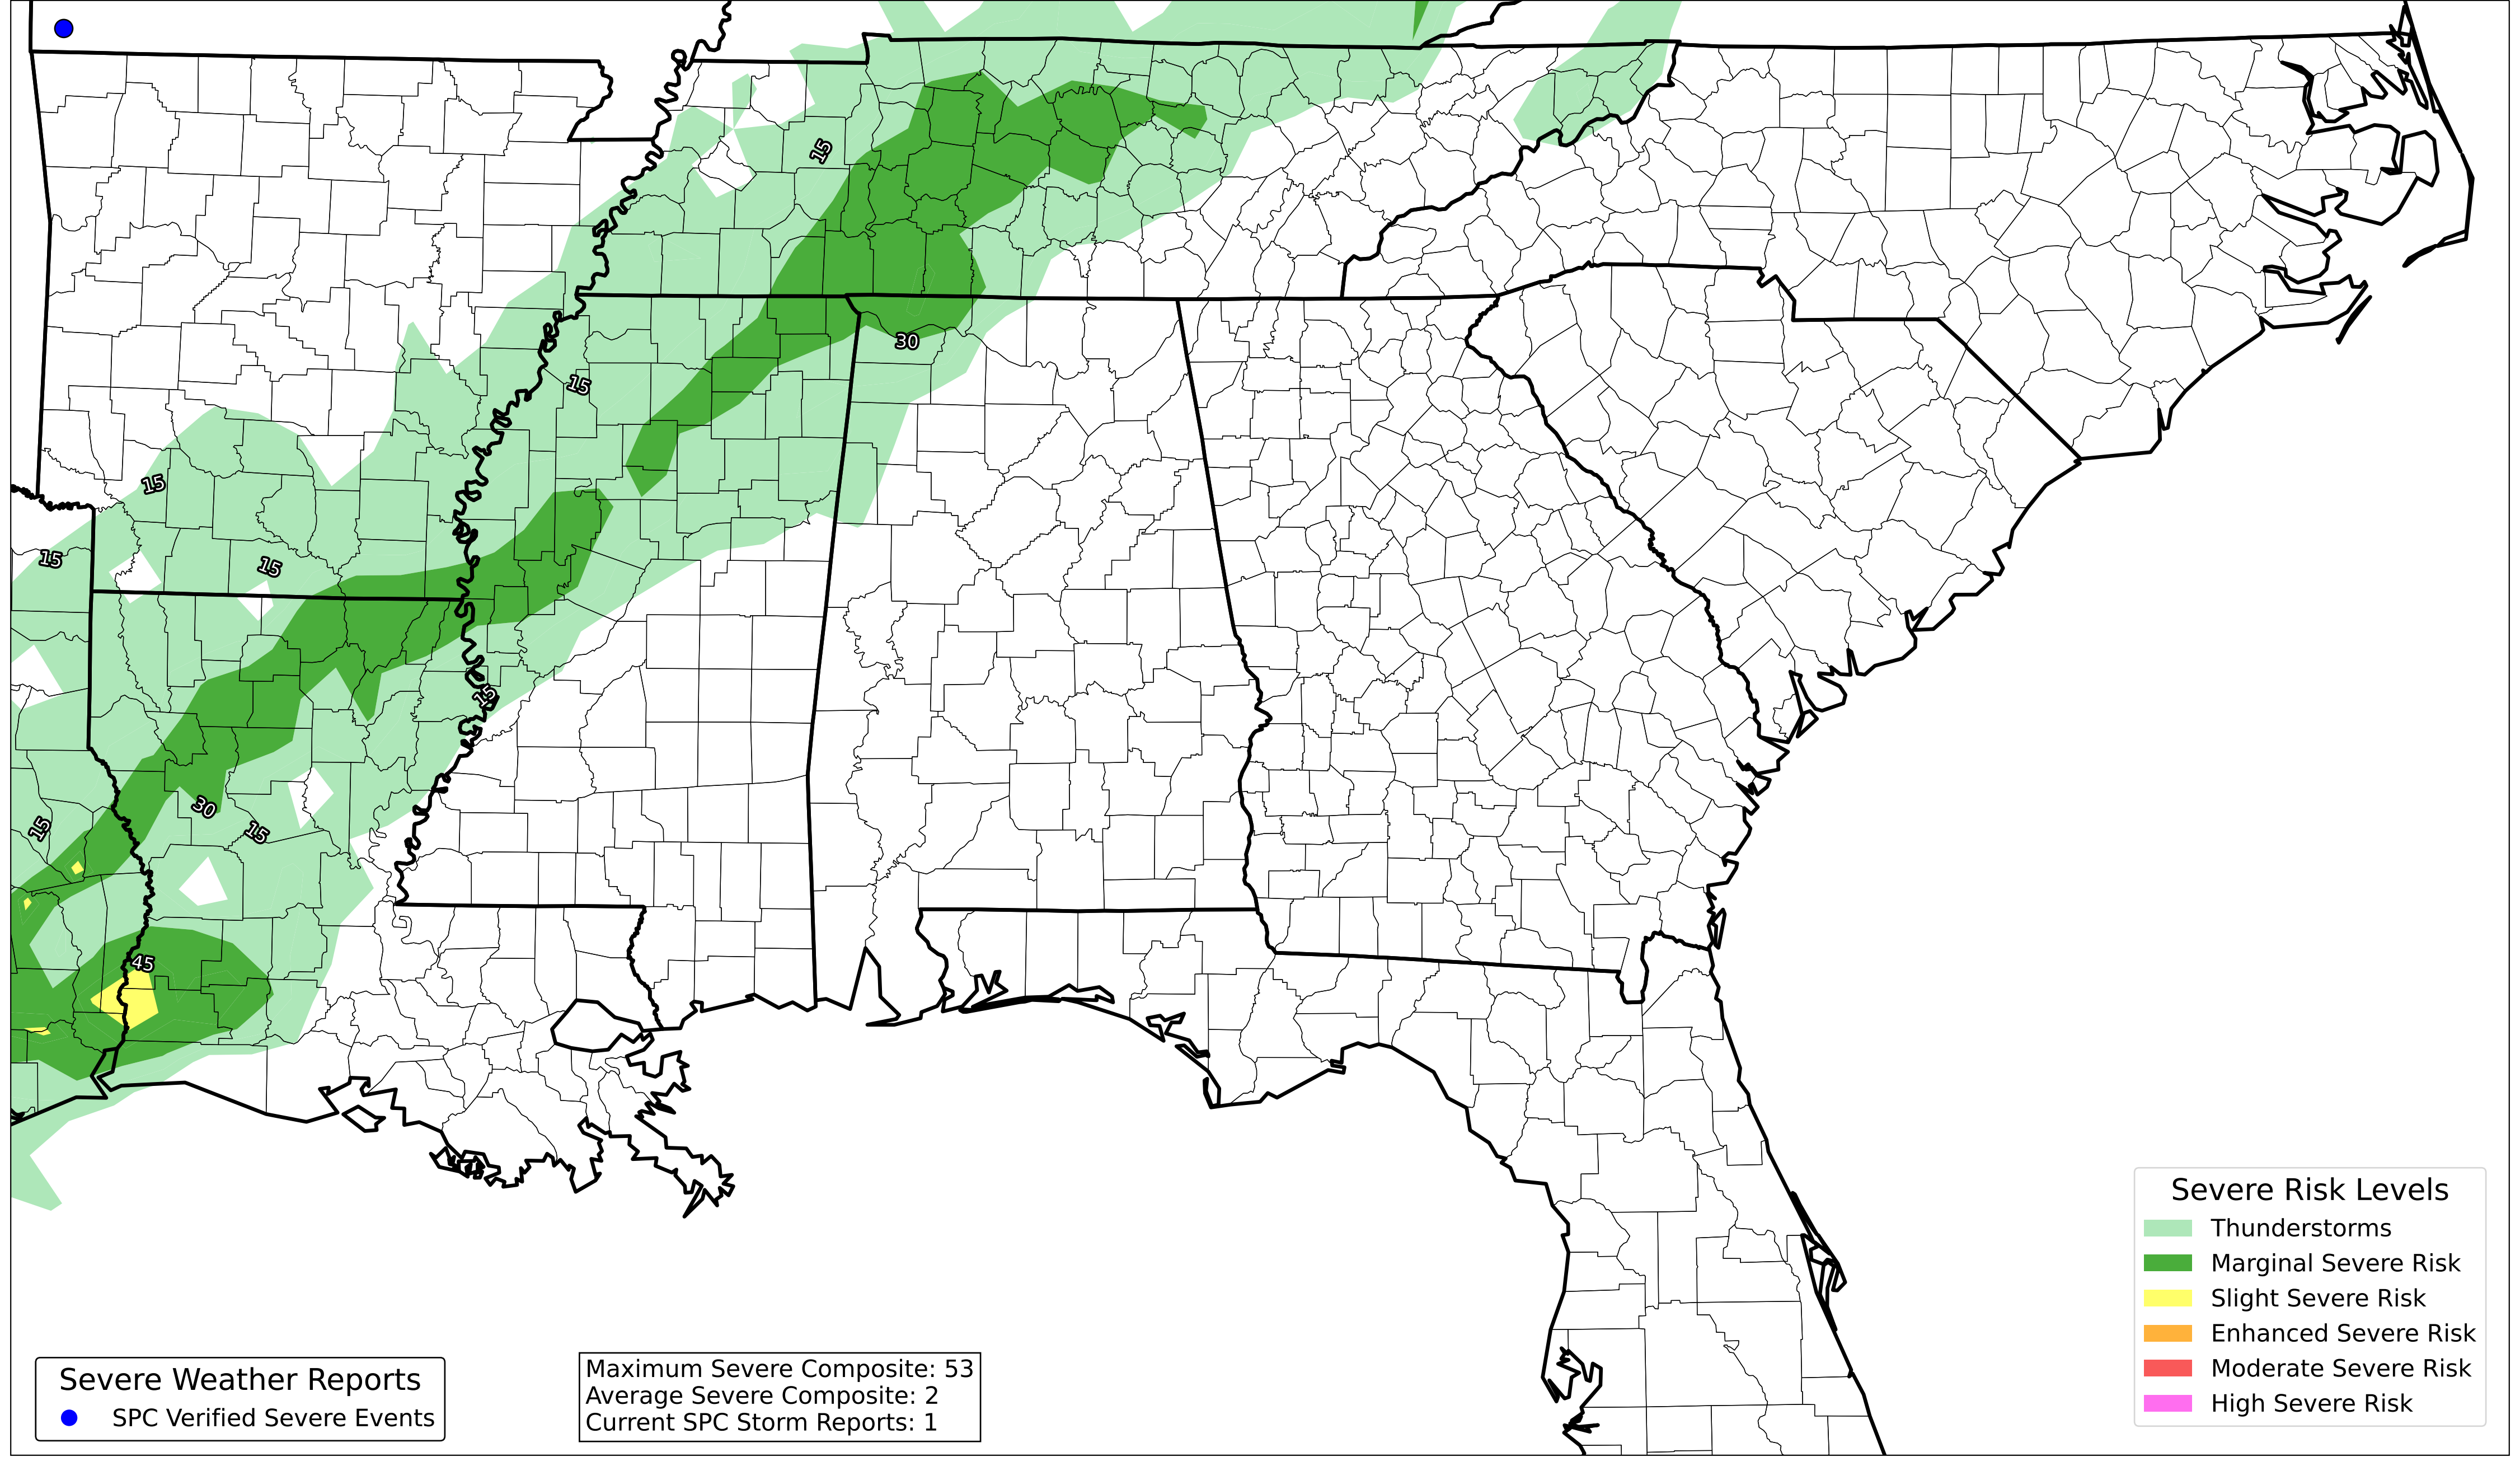 15
30
15
15
15
15
15
30
15
15
45
Severe Risk Levels
Thunderstorms
Marginal Severe Risk
Slight Severe Risk
Enhanced Severe Risk
Moderate Severe Risk
High Severe Risk
Severe Weather Reports
SPC Verified Severe Events
Maximum Severe Composite: 53
Average Severe Composite: 2
Current SPC Storm Reports: 1